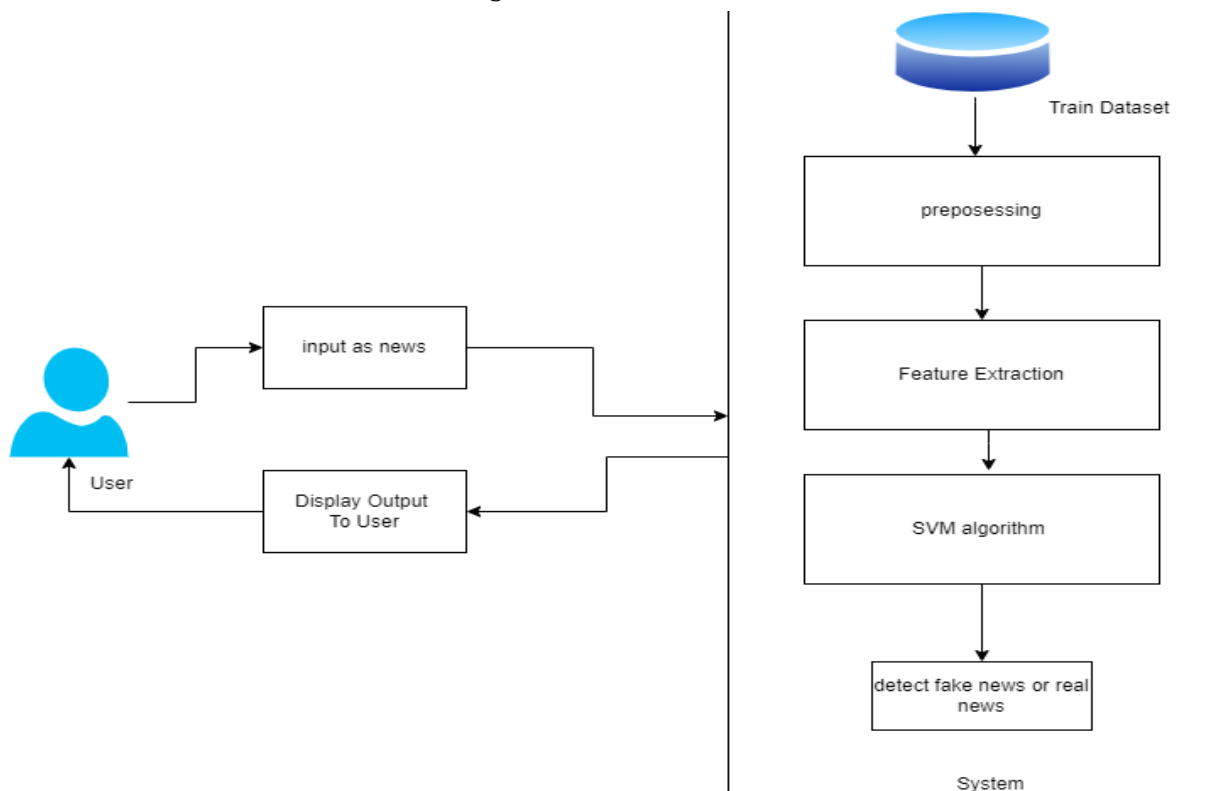 Train Dataset
preposessing
input as news
Feature Extraction
User
Display Output
To User
SVM algorithm
detect fake news or real
news
System